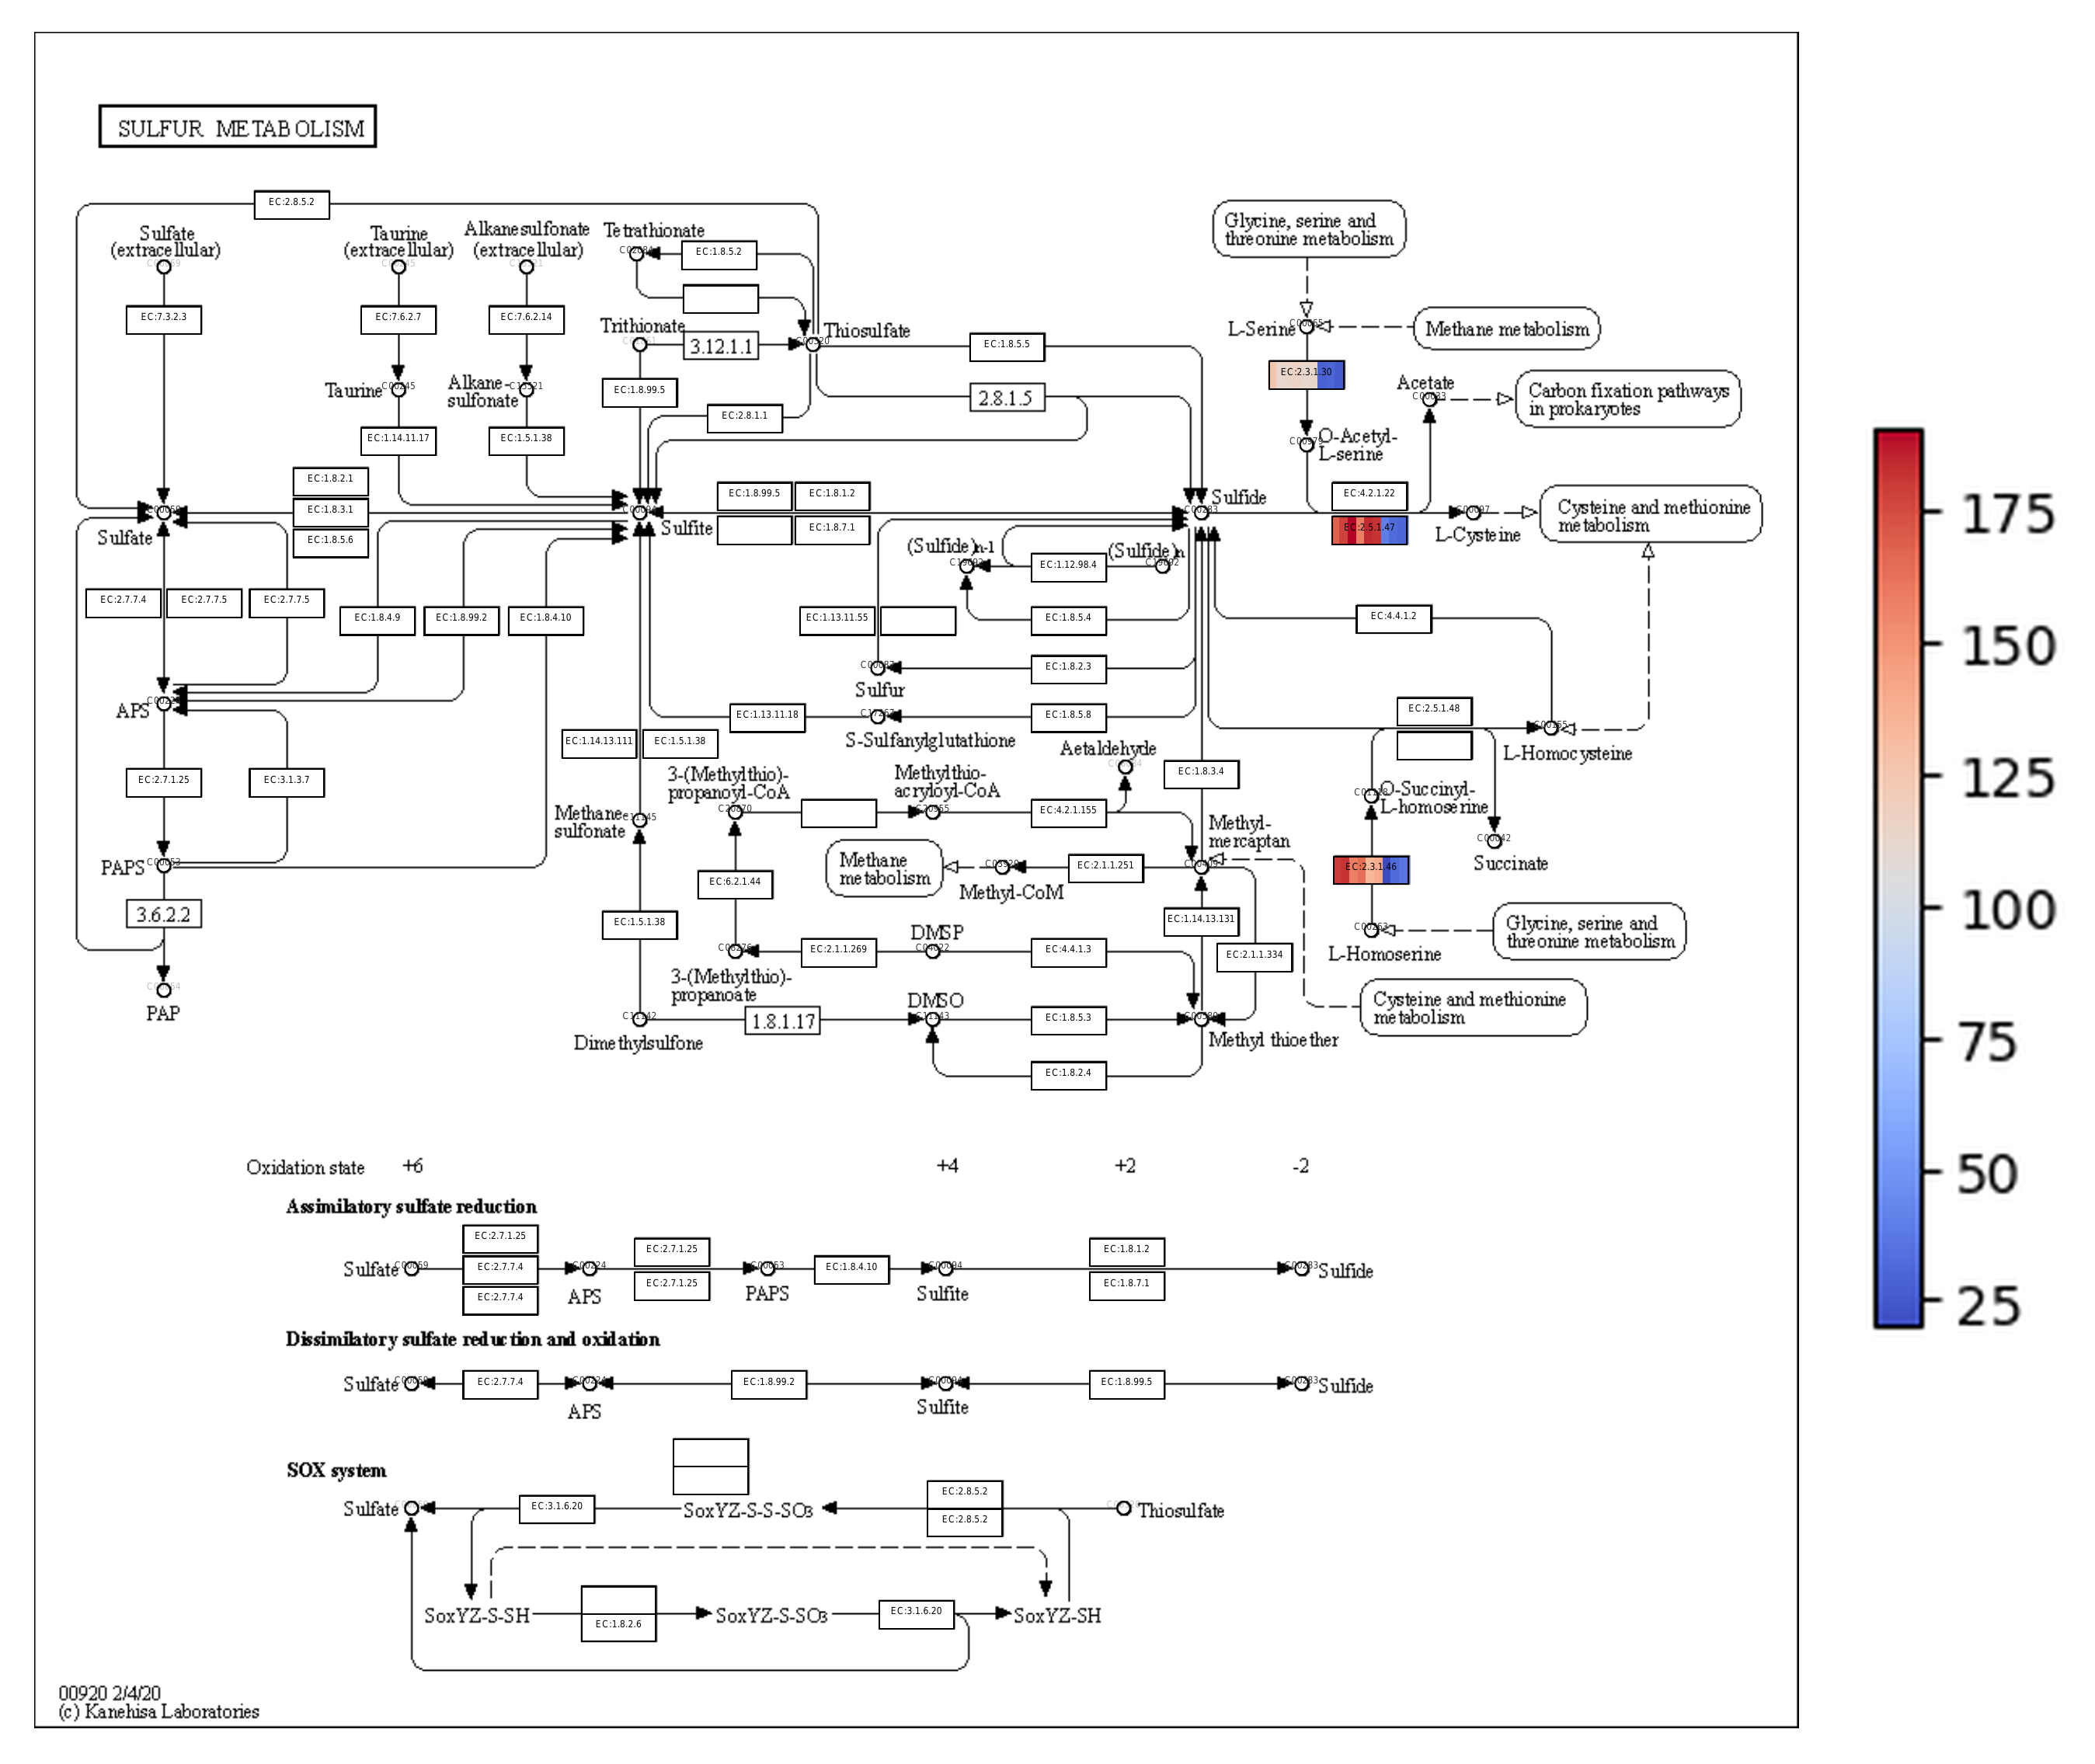 SULFUR METABOLISM
EC:2.8.5.2
Sulfate
(extracellular)
Taurine
(extracellular)
Alkanesulfonate
(extracellular)
Tetrathionate
EC:1.8.5.2
Glycine, serine and
threonine metabolism
EC:7.3.2.3
EC:7.6.2.7
EC:7.6.2.14
Trithionate
3.12.1.1
Thiosulfate
EC:1.8.5.5
L-Serine
Methane metabolism
EC:2.3.1.30
Taurine
C00245
Alkane-
sulfonate
C15521
EC:1.8.99.5
EC:2.8.1.1
2.8.1.5
Acetate
C00033
Carbon fixation pathways
in prokaryotes
EC:1.14.11.17
EC:1.5.1.38
O-Acetyl-
L-serine
EC:1.8.2.1
EC:1.8.3.1
EC:1.8.5.6
Sulfate
EC:1.8.99.5
EC:1.8.1.2
EC:1.8.7.1
Sulfite
Sulfide
C00283
EC:4.2.1.22
EC:2.5.1.47
C00097
L-Cysteine
Cysteine and methionine
metabolism
(Sulfide)n-1
(Sulfide)n
EC:1.12.98.4
EC:2.7.7.4
EC:2.7.7.5
EC:2.7.7.5
EC:1.8.4.9
EC:1.8.99.2
EC:1.8.4.10
EC:1.13.11.55
EC:1.8.5.4
EC:4.4.1.2
EC:1.8.2.3
Sulfur
APS
EC:1.13.11.18
EC:1.8.5.8
S-Sulfanylglutathione
EC:2.5.1.48
L-Homocysteine
EC:1.14.13.111
EC:1.5.1.38
Aetaldehyde
EC:2.7.1.25
EC:3.1.3.7
3-(Methylthio)-
propanoyl-CoA
Methylthio-
acryloyl-CoA
EC:1.8.3.4
EC:4.2.1.155
O-Succinyl-
L-homoserine
Methane-
sulfonate
Methyl-
mercaptan
C00042
Succinate
PAPS
C00053
Methane
metabolism
Methyl-CoM
EC:2.1.1.251
EC:2.3.1.46
EC:6.2.1.44
3.6.2.2
EC:1.5.1.38
EC:1.14.13.131
Glycine, serine and
threonine metabolism
L-Homoserine
DMSP
EC:2.1.1.269
EC:4.4.1.3
EC:2.1.1.334
PAP
3-(Methylthio)-
propanoate
Cysteine and methionine
metabolism
DMSO
C11142
Dimethylsulfone
1.8.1.17
C11143
EC:1.8.5.3
Methyl thioether
EC:1.8.2.4
Oxidation state +6 +4 +2 -2
Assimilatory sulfate reduction
EC:2.7.1.25
EC:2.7.7.4
EC:2.7.7.4
EC:2.7.1.25
EC:2.7.1.25
EC:1.8.4.10
EC:1.8.1.2
EC:1.8.7.1
Sulfate
C00059
C00224
APS
C00053
PAPS
C00094
Sulfite
C00283
Sulfide
Dissimilatory sulfate reduction and oxidation
Sulfate
EC:2.7.7.4
APS
EC:1.8.99.2
Sulfite
EC:1.8.99.5
C00283
Sulfide
SOX system
Sulfate
EC:3.1.6.20
SoxYZ-S-S-SO3
EC:2.8.5.2
EC:2.8.5.2
Thiosulfate
SoxYZ-S-SH
EC:1.8.2.6
SoxYZ-S-SO3
EC:3.1.6.20
SoxYZ-SH
00920 2/4/20
(c) Kanehisa Laboratories
175
150
125
100
75
50
25